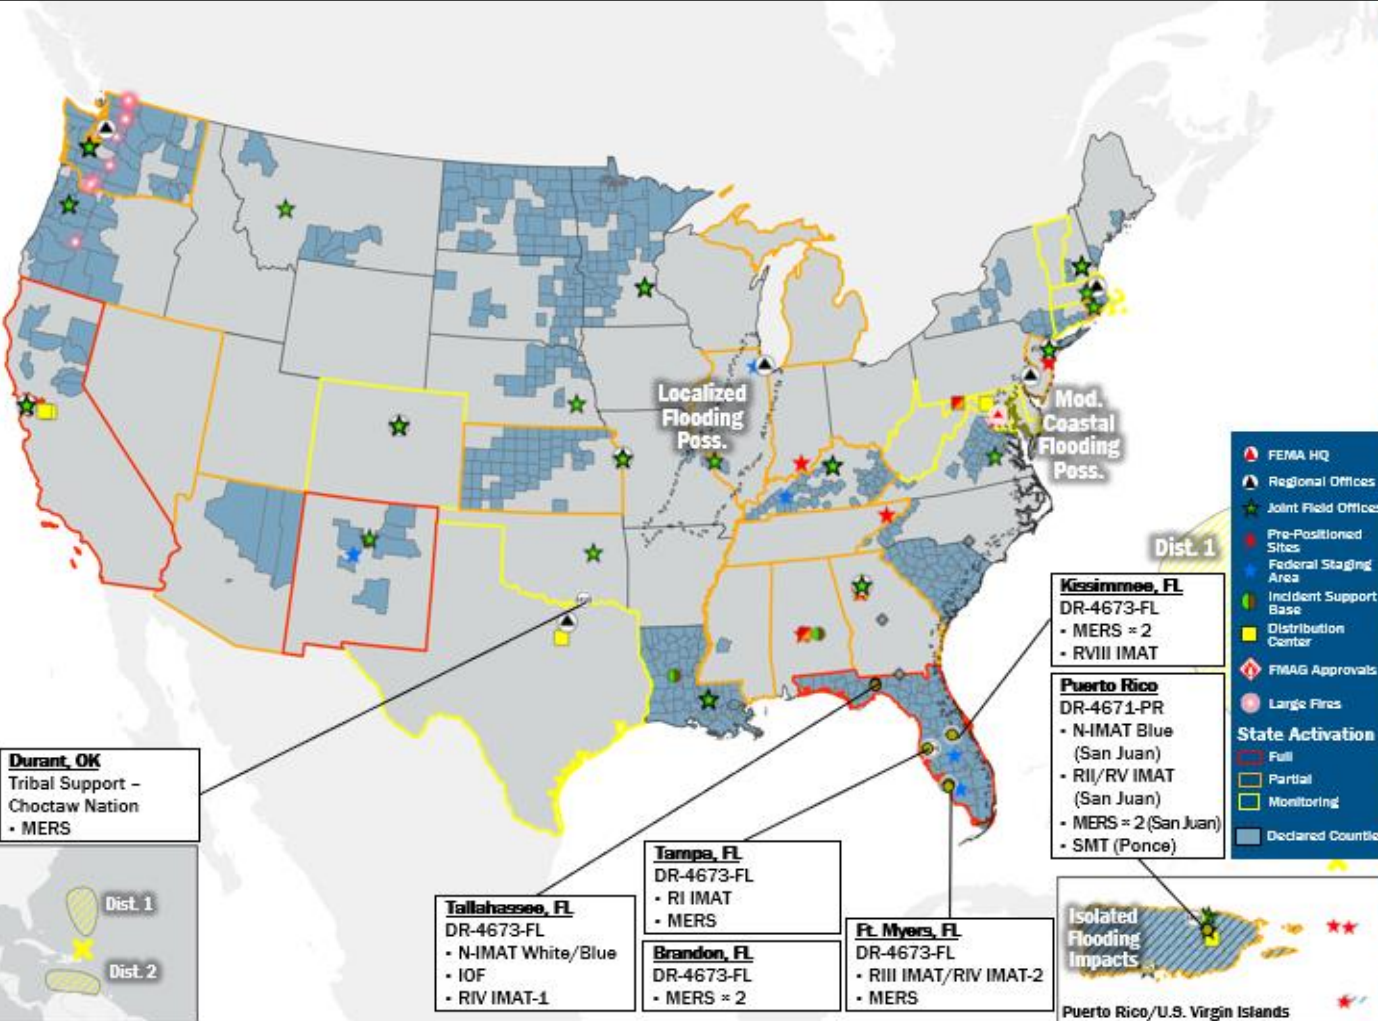 Localized
Flooding
Poss.
Mod.
Coastal
Flooding
Poss.
Dist. 1
FEMA HQ
Regional Offices
Joint Field Offices
Pre-Positioned
Sites
Federal Staging
Area
Incident Support
Base
Distribution
Center
FMAG Approvals
Large Fires
State Activation
Full
Partial
Monitoring
Declared Countie
Kissimmee, FL
DR-4673-FL
• MERS × 2
• RVIII IMAT
Puerto Rico
DR-4671-PR
• N-IMAT Blue
(San Juan)
• RII/RV IMAT
(San Juan)
• MERS × 2 (San Juan)
• SMT (Ponce)
Durant, OK
Tribal Support –
Choctaw Nation
• MERS
Dist. 1
Dist. 2
Tallahassee, FL
DR-4673-FL
• N-IMAT White/Blue
• IOF
• RIV IMAT-1
Tampa, FL
DR-4673-FL
• RI IMAT
• MERS
Brandon, FL
DR-4673-FL
• MERS × 2
Ft. Myers, FL
DR-4673-FL
• RIII IMAT/RIV IMAT-2
• MERS
Isolated
Flooding
Impacts
Puerto Rico/U.S. Virgin Islands